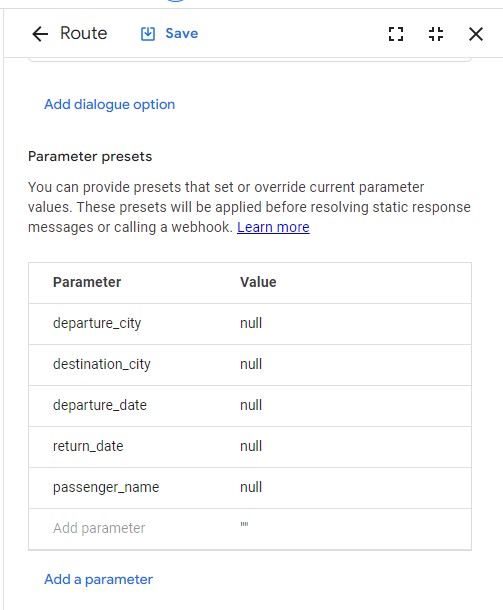 Route
Save
Add dialogue option
Parameter presets
You can provide presets that set or override current parameter
values. These presets will be applied before resolving static response
messages or calling a webhook. Learn more
Parameter Value
departure_city null
destination_city null
departure_date null
return_date null
passenger_name null
Add parameter ""
Add a parameter